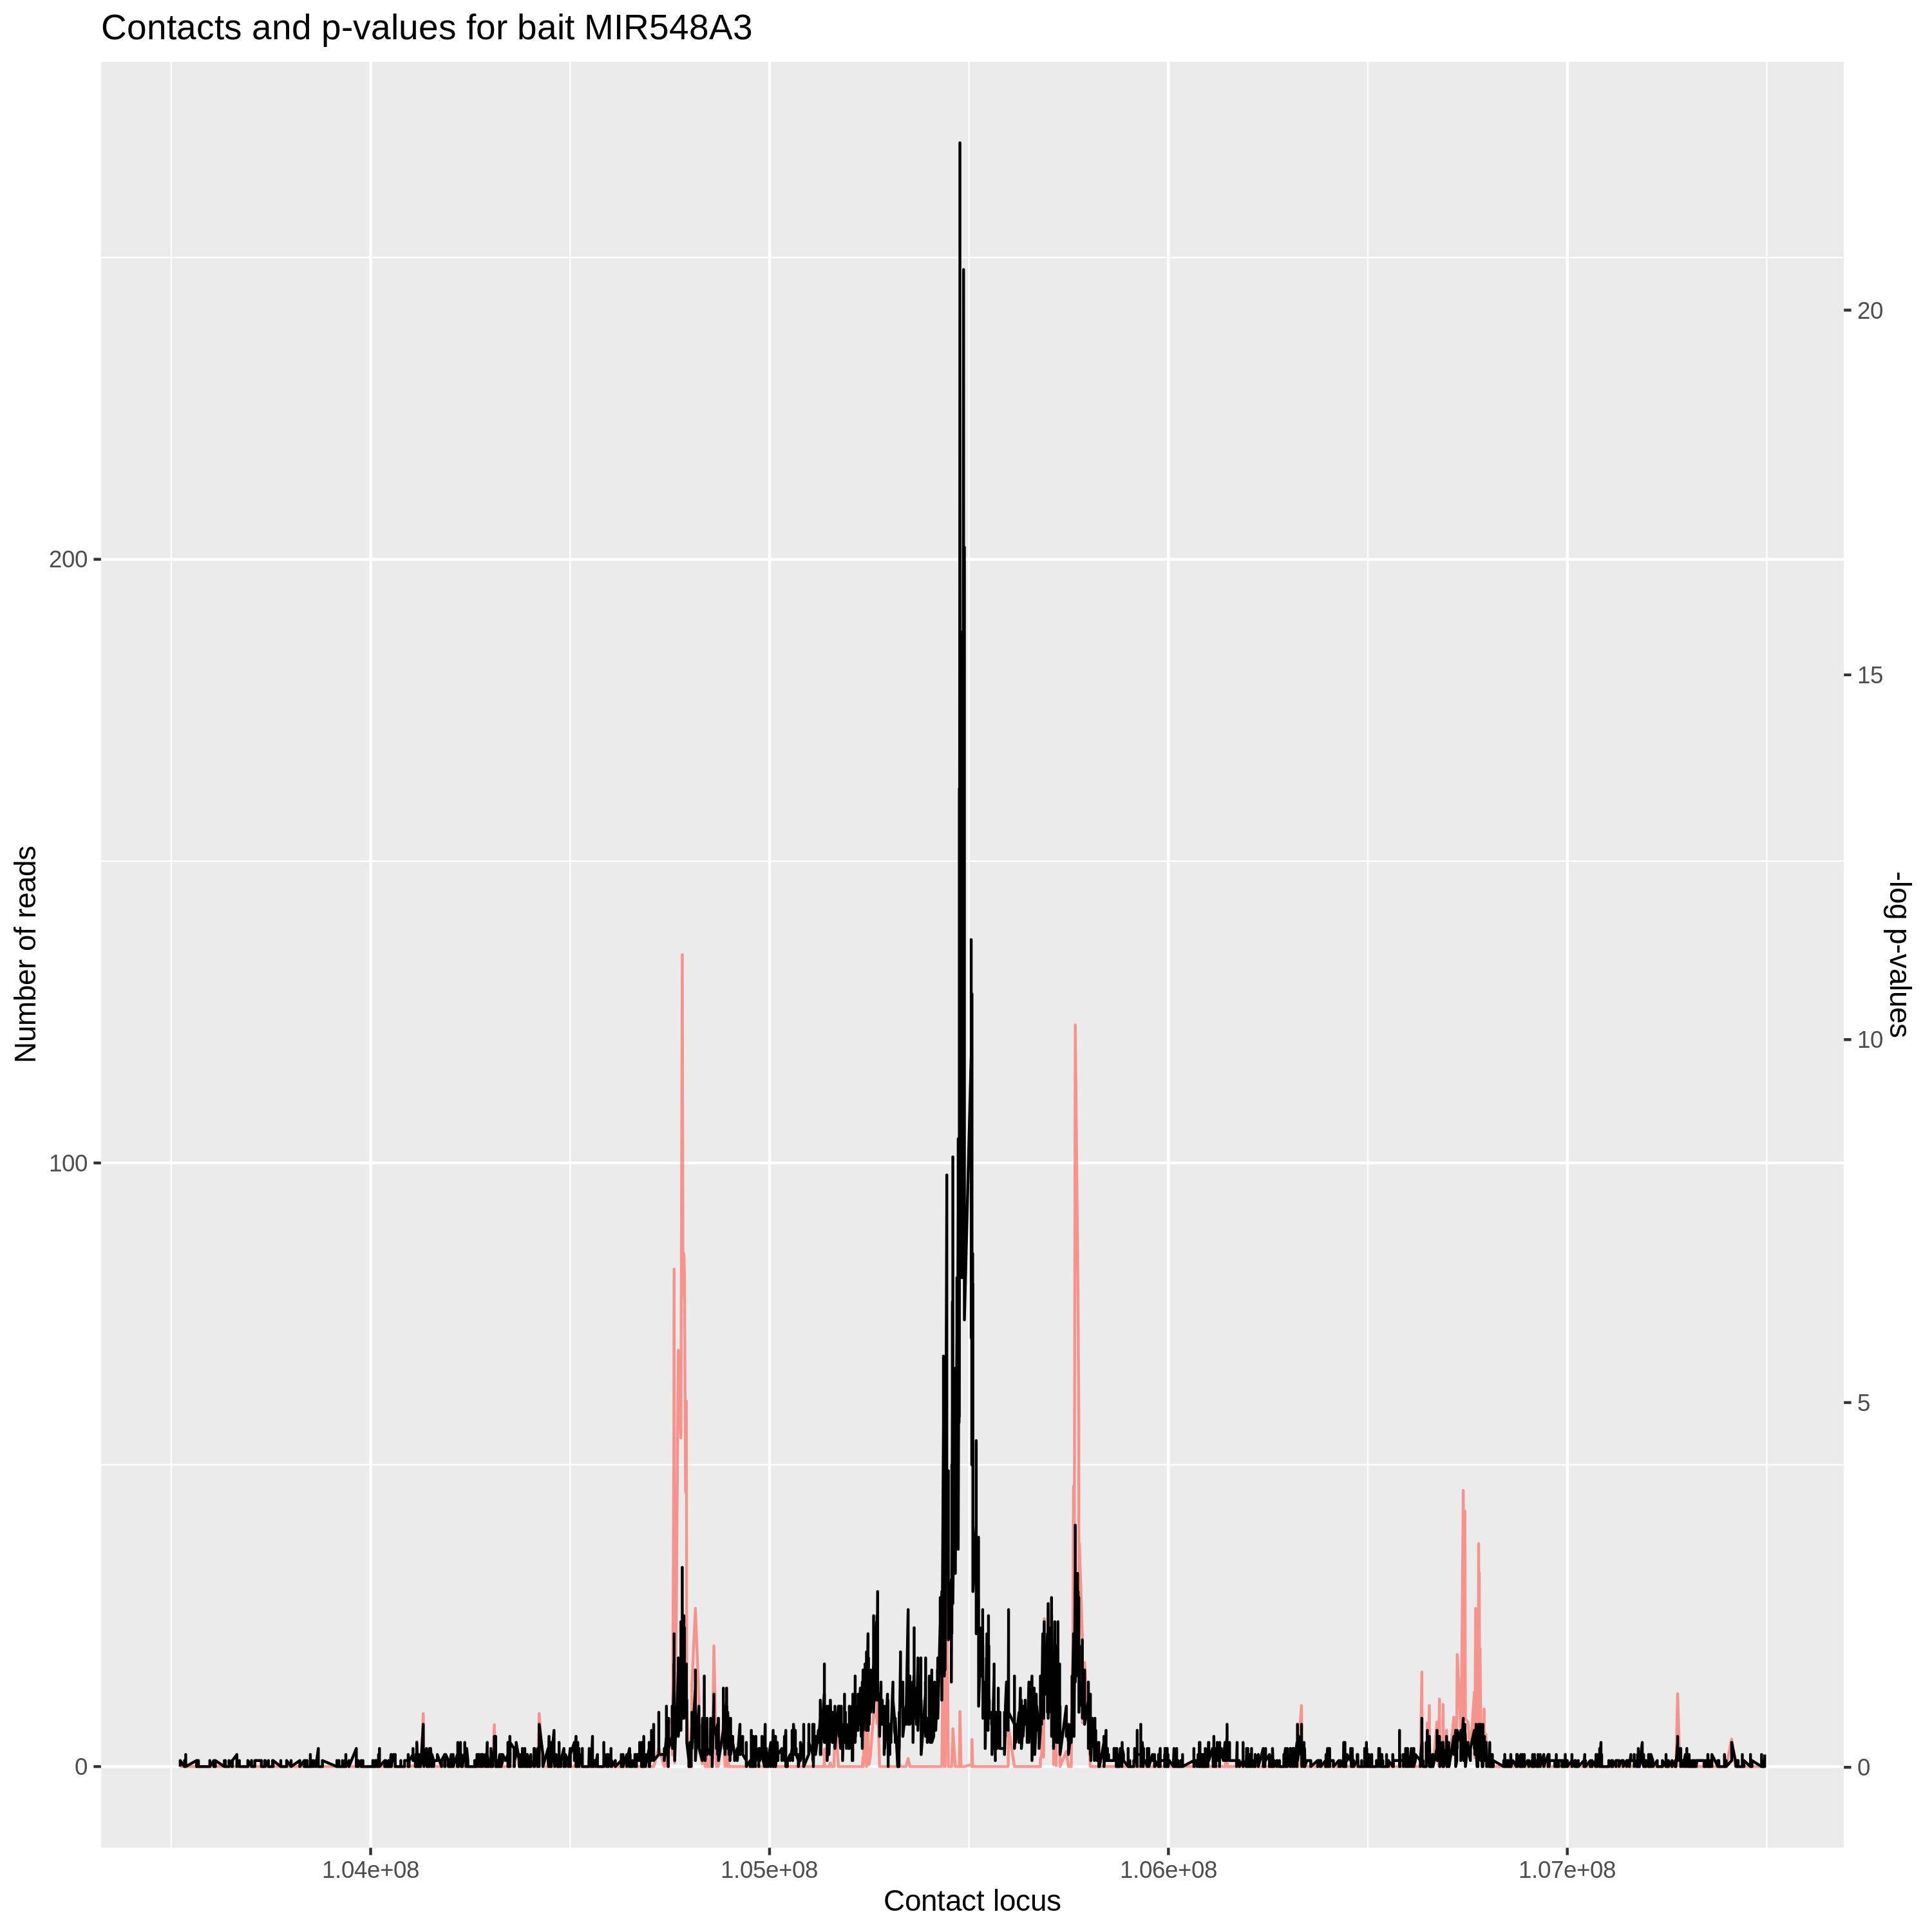 Contacts and p-values for bait MIR548A3
Number of reads
200
100
0
20
15
10
5
0
-log p-values
1.04e+08
1.05e+08
1.06e+08
1.07e+08
Contact locus